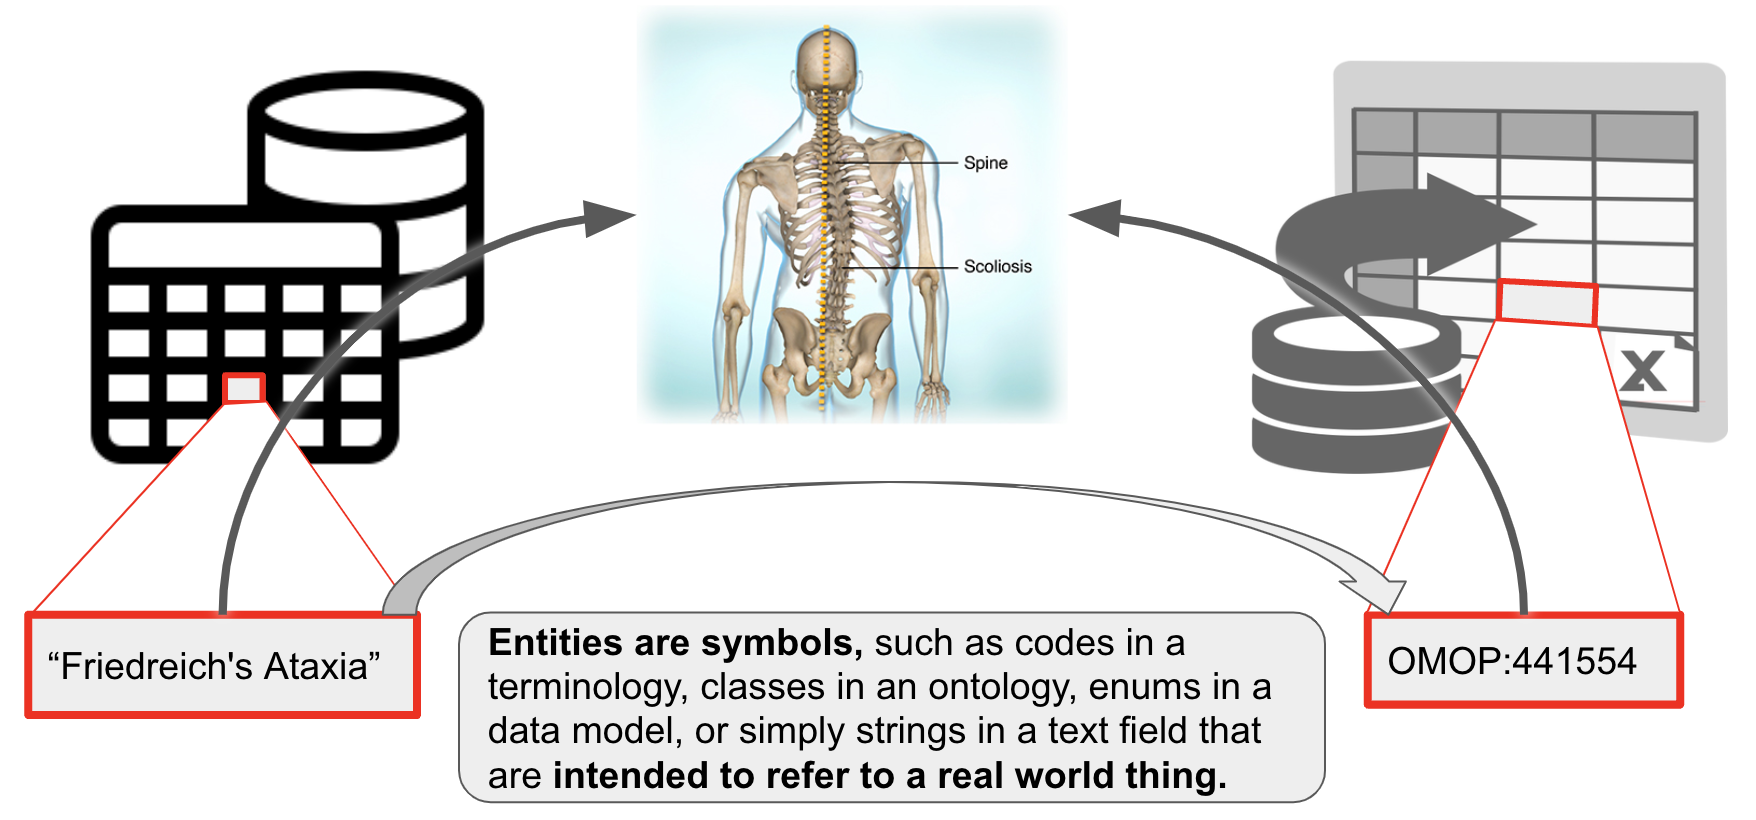 Spine
Scoliosis
X
“Friedreich's Ataxia”
Entities are symbols, such as codes in a
terminology, classes in an ontology, enums in a
data model, or simply strings in a text field that
are intended to refer to a real world thing.
OMOP:441554